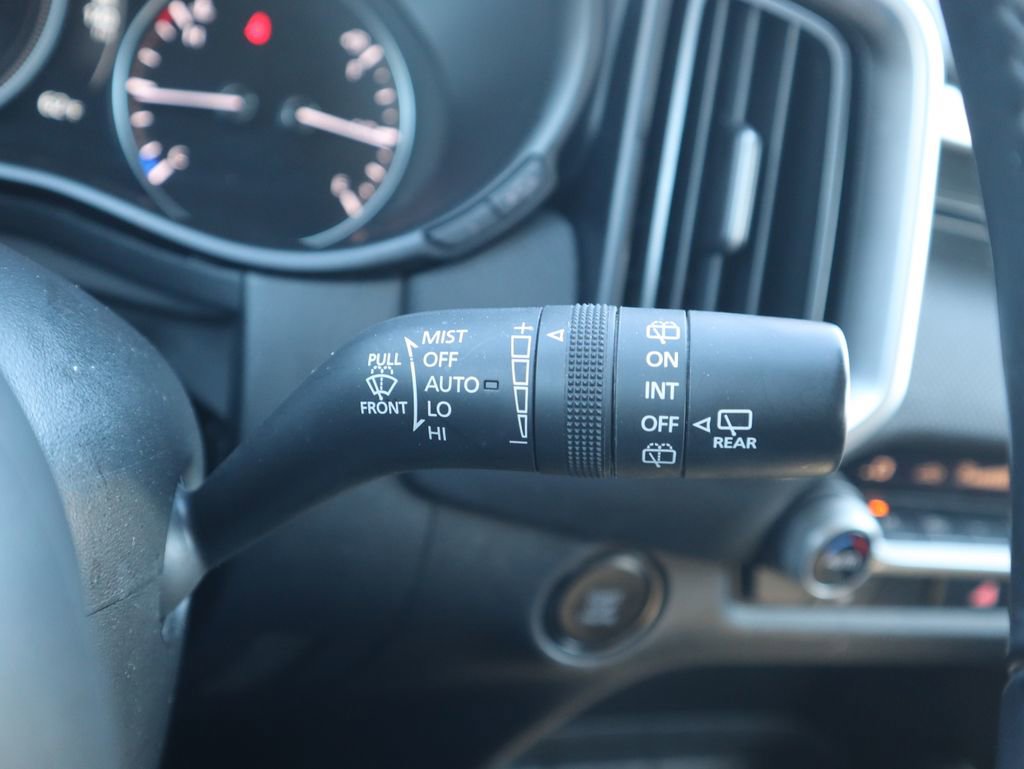 PULL
FRONT
MIST
OFF
AUTO
LO
HI
+
ON
INT
OFF
REAR